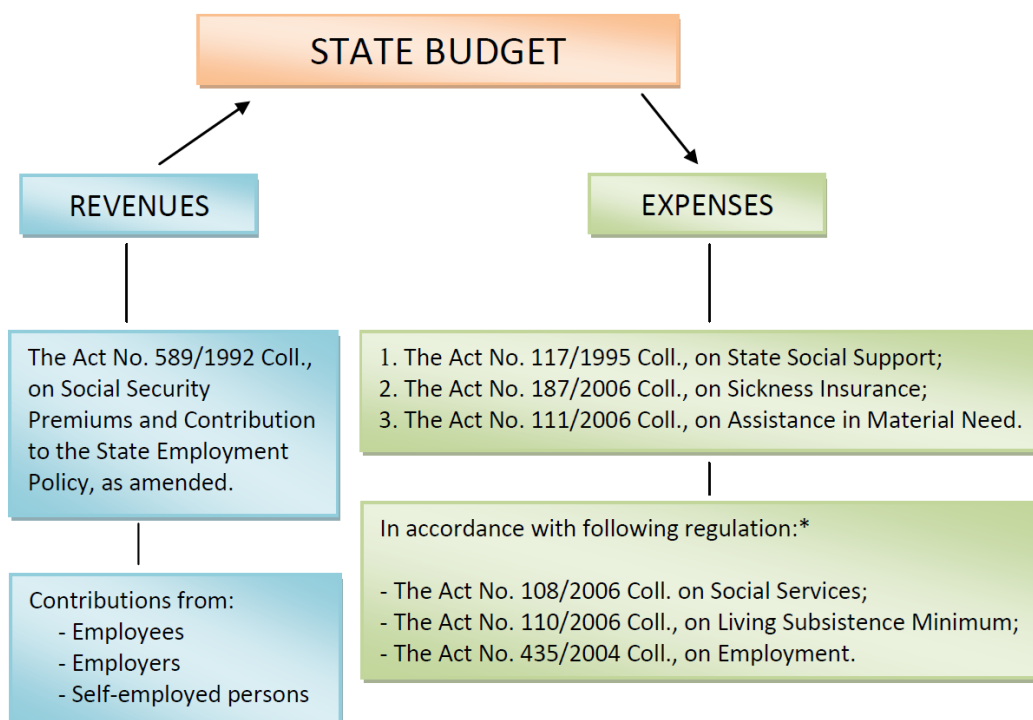 STATE BUDGET
REVENUES
EXPENSES
The Act No. 589/1992 Coll.,
on Social Security
Premiums and Contribution
to the State Employment
Policy, as amended.
1. The Act No. 117/1995 Coll., on State Social Support;
2. The Act No. 187/2006 Coll., on Sickness Insurance;
3. The Act No. 111/2006 Coll., on Assistance in Material Need.
Contributions from:
- Employees
- Employers
- Self-employed persons
In accordance with following regulation:*
- The Act No. 108/2006 Coll. on Social Services;
- The Act No. 110/2006 Coll., on Living Subsistence Minimum;
- The Act No. 435/2004 Coll., on Employment.